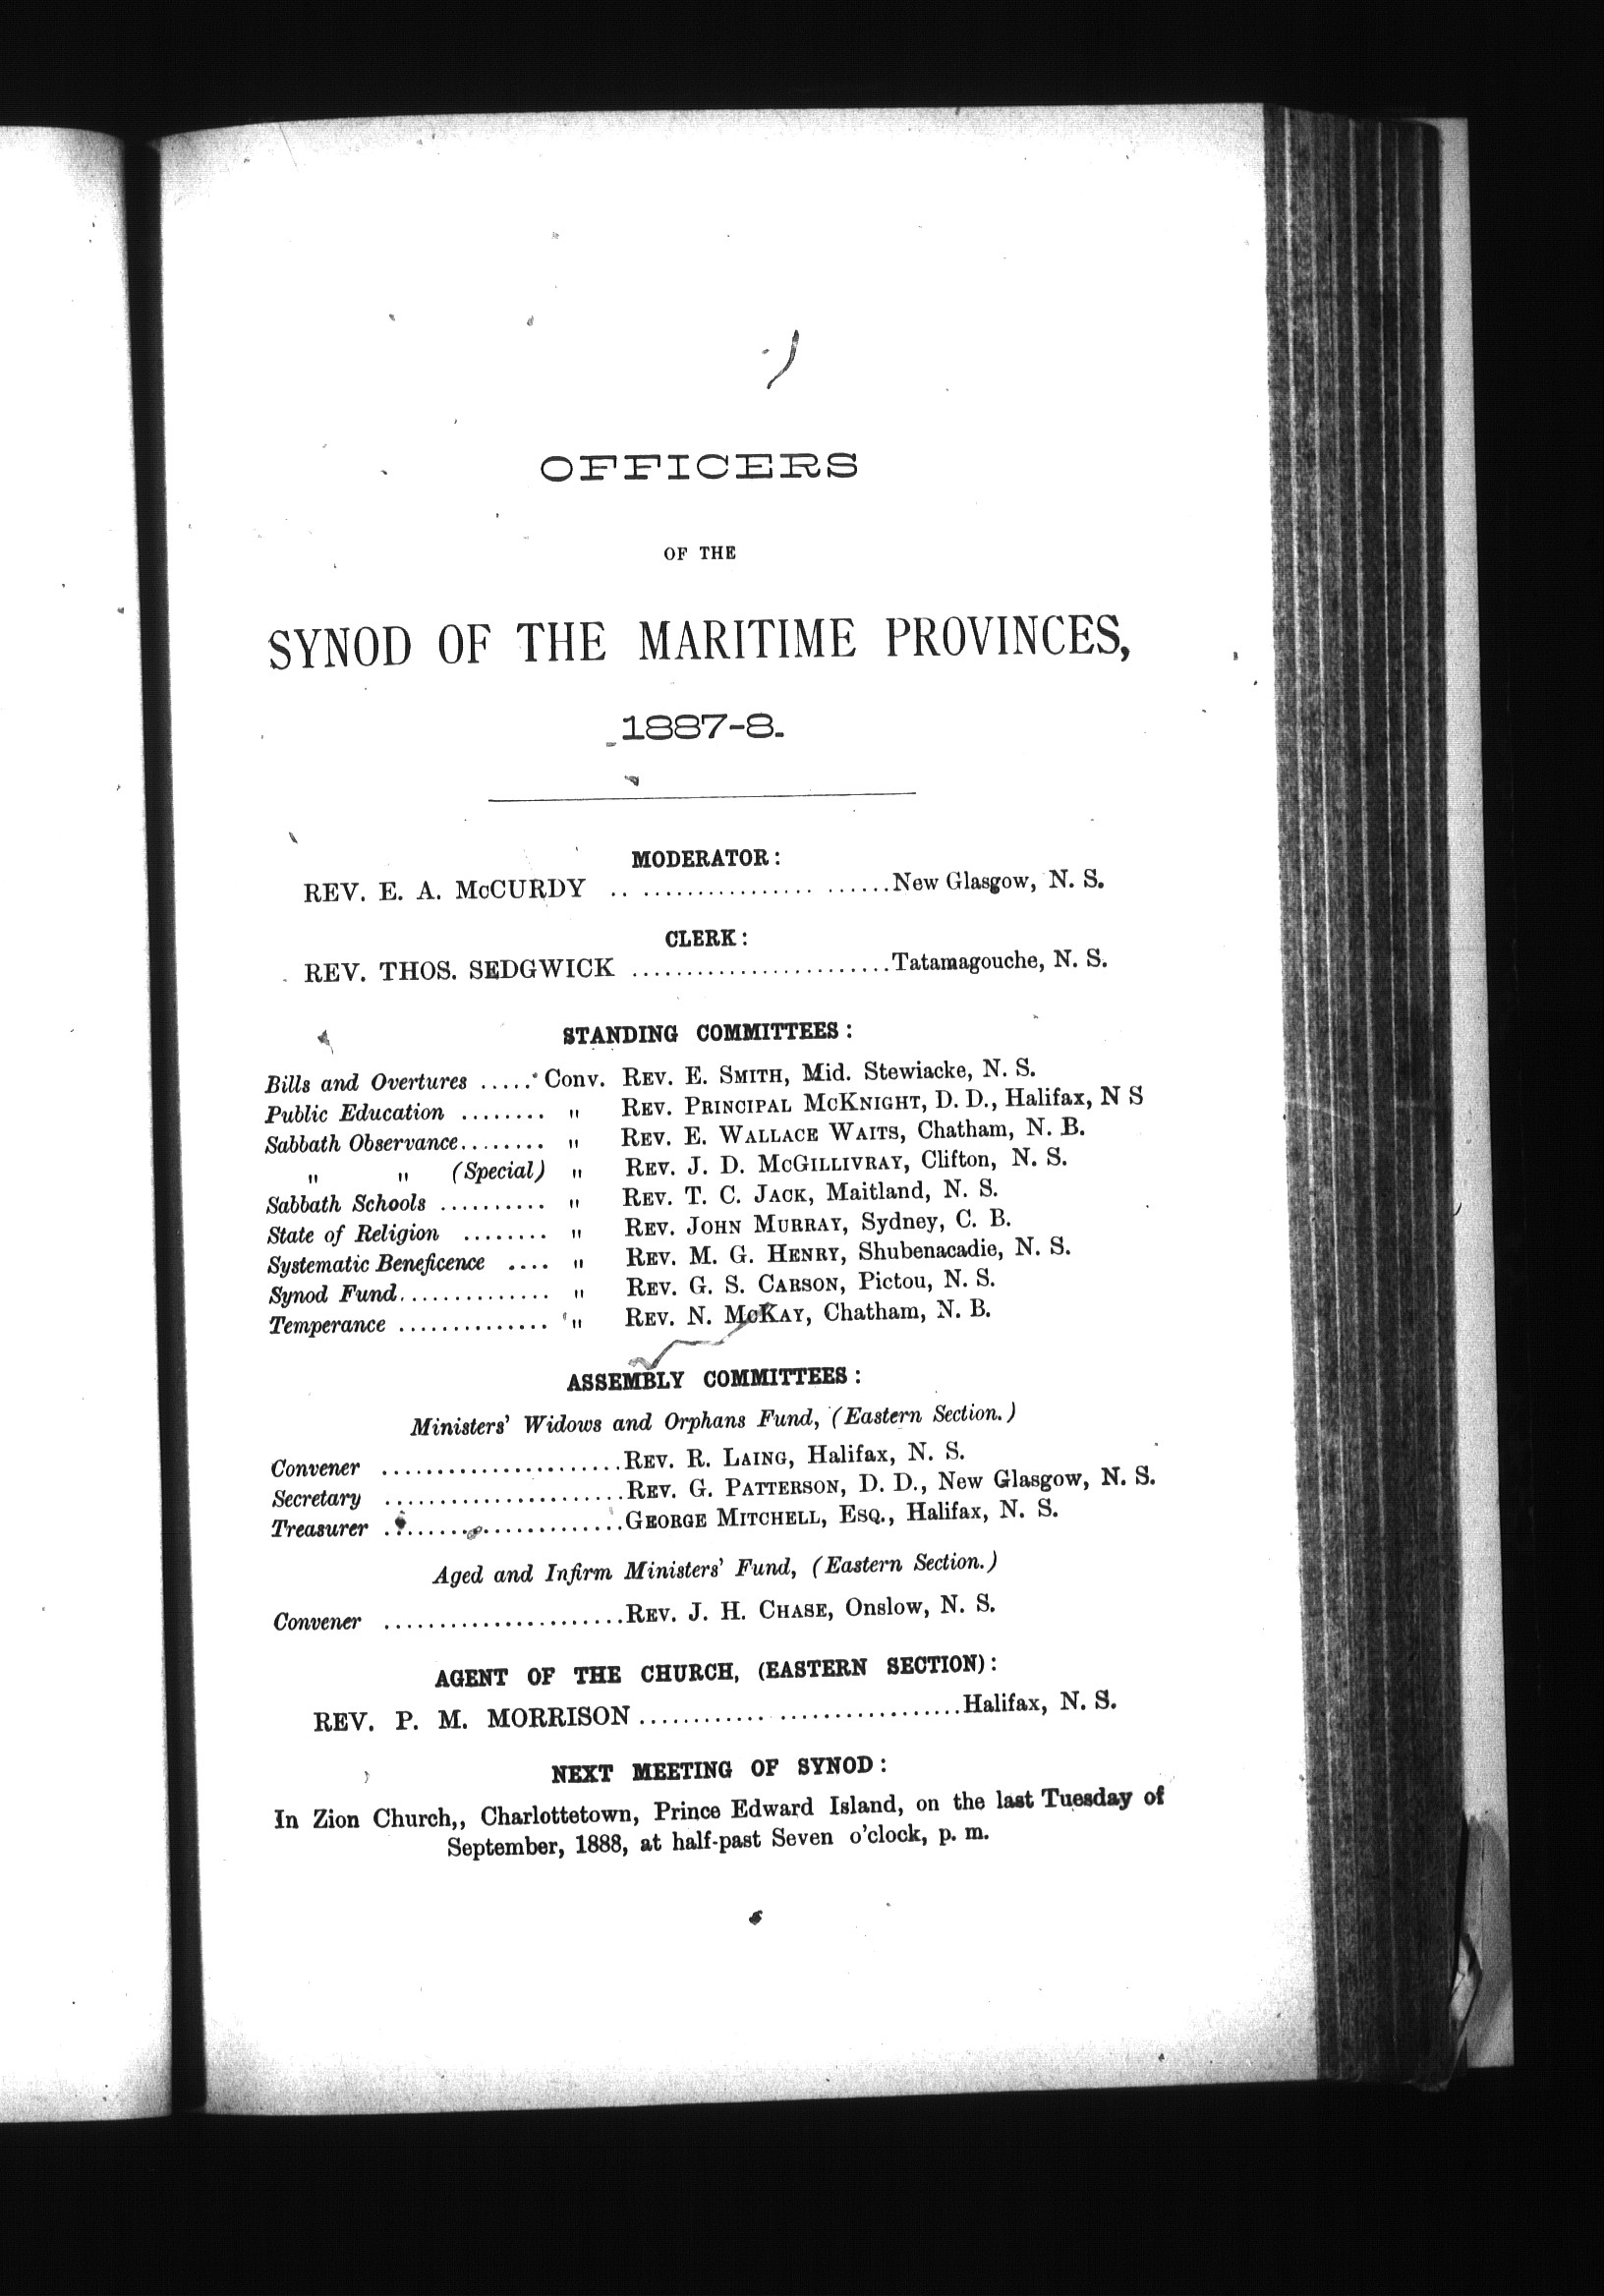 OFFICERS
OF THE
SYNOD OF THE MARITIME PROVINCES,
1887-8.
MODERATOR:
REV. E. A. McCURDY .. ...................... New Glasgow, N. S.
CLERK:
REV. THOS. SEDGWICK ....................... Tatamagouche, N. S.
STANDING COMMITTEES:
Bills and Overtures ..... Conv. REV. E. SMITH, Mid. Stewiacke, N. S.
Public Education ........ " REV. PRINCIPAL McKNIGHT, D. D., Halifax, N S
Sabbath Observance........ " REV. E. WALLACE WAITS, Chatham, N. B.
" " (Special) " REV. J. D. McGILLIVRAY, Clifton, N. S.
Sabbath Schools .......... " REV. T. C. JACK, Maitland, N. S.
State of Religion ........ " REV. JOHN MURRAY, Sydney, C. B.
Systematic Beneficence .... " REV. M. G. HENRY, Shubenacadie, N. S.
Synod Fund.............. " REV. G. S. CARSON, Pictou, N. S.
Temperance .............. " REV. N. McKAY, Chatham, N. B.
ASSEMBLY COMMITTEES:
Ministers' Widows and Orphans Fund, (Eastern Section.)
Convener ......................REV. R. LAING, Halifax, N. S.
Secretary ......................REV. G. PATTERSON, D. D., New Glasgow, N. S.
Treasurer ......................GEORGE MITCHELL, ESQ., Halifax, N. S.
Aged and Infirm Ministers' Fund, (Eastern Section.)
Convener ......................REV. J. H. CHASE, Onslow, N. S.
AGENT OF THE CHURCH, (EASTERN SECTION):
REV. P. M. MORRISON ............ .................Halifax, N. S.
NEXT MEETING OF SYNOD:
In Zion Church,, Charlottetown, Prince Edward Island, on the last Tuesday of
September, 1888, at half-past Seven o'clock, p. m.